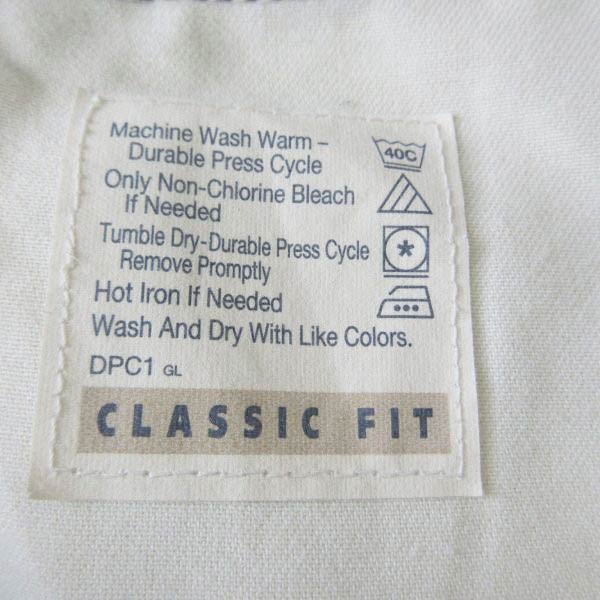 Machine Wash Warm –
Durable Press Cycle
40C
Only Non-Chlorine Bleach
If Needed
Tumble Dry-Durable Press Cycle
Remove Promptly
Hot Iron If Needed
Wash And Dry With Like Colors.
DPC1 GL
CLASSIC FIT